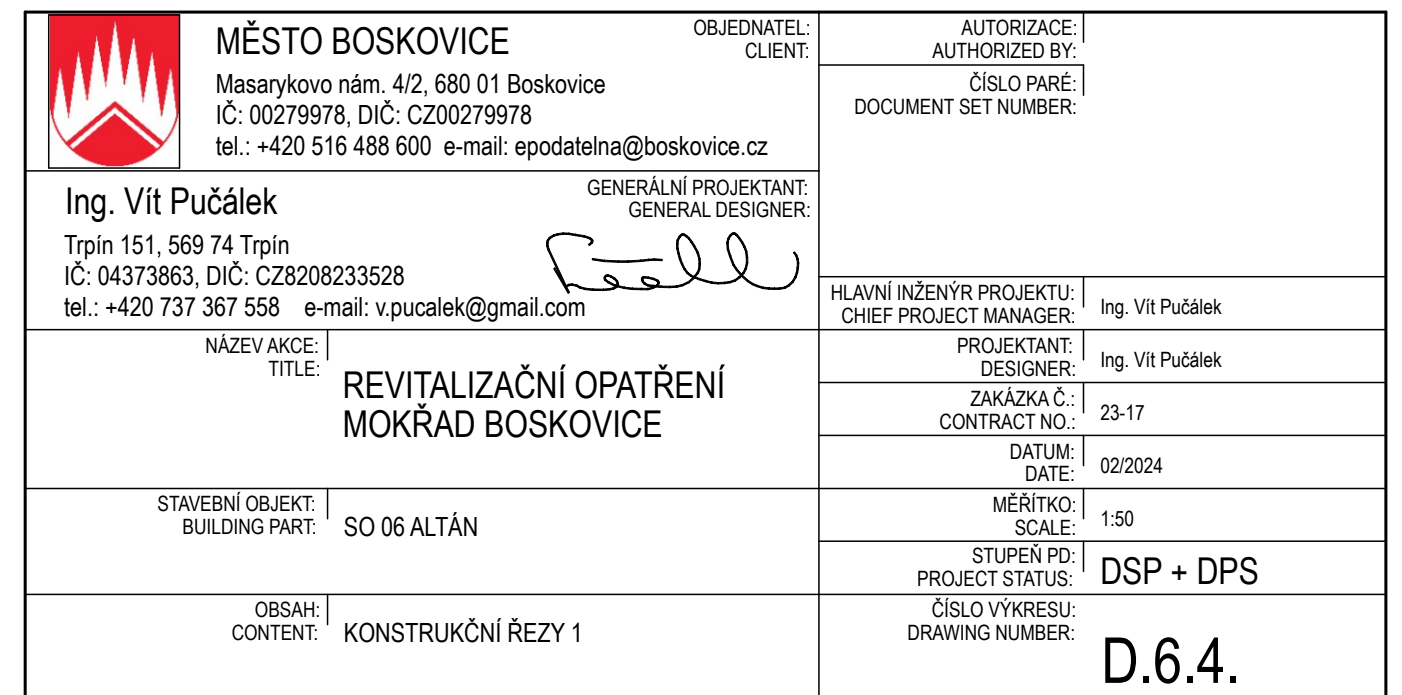 MĚSTO BOSKOVICE
OBJEDNATEL:
CLIENT:
Masarykovo nám. 4/2, 680 01 Boskovice
IČ: 00279978, DIČ: CZ00279978
tel.: +420 516 488 600 e-mail: epodatelna@boskovice.cz
AUTORIZACE:
AUTHORIZED BY:
ČÍSLO PARÉ:
DOCUMENT SET NUMBER:
Ing. Vít Pučálek
GENERÁLNÍ PROJEKTANT:
GENERAL DESIGNER:
Trpín 151, 569 74 Trpín
IČ: 04373863, DIČ: CZ8208233528
tel.: +420 737 367 558 e-mail: v.pucalek@gmail.com
HLAVNÍ INŽENÝR PROJEKTU:
CHIEF PROJECT MANAGER:
Ing. Vít Pučálek
NÁZEV AKCE:
TITLE:
REVITALIZAČNÍ OPATŘENÍ
MOKŘAD BOSKOVICE
PROJEKTANT:
DESIGNER:
Ing. Vít Pučálek
ZAKÁZKA Č.:
CONTRACT NO.:
23-17
DATUM:
DATE:
02/2024
STAVEBNÍ OBJEKT:
BUILDING PART:
SO 06 ALTÁN
MĚŘÍTKO:
SCALE:
1:50
STUPEŇ PD:
PROJECT STATUS:
DSP + DPS
OBSAH:
CONTENT:
KONSTRUKČNÍ ŘEZY 1
ČÍSLO VÝKRESU:
DRAWING NUMBER:
D.6.4.